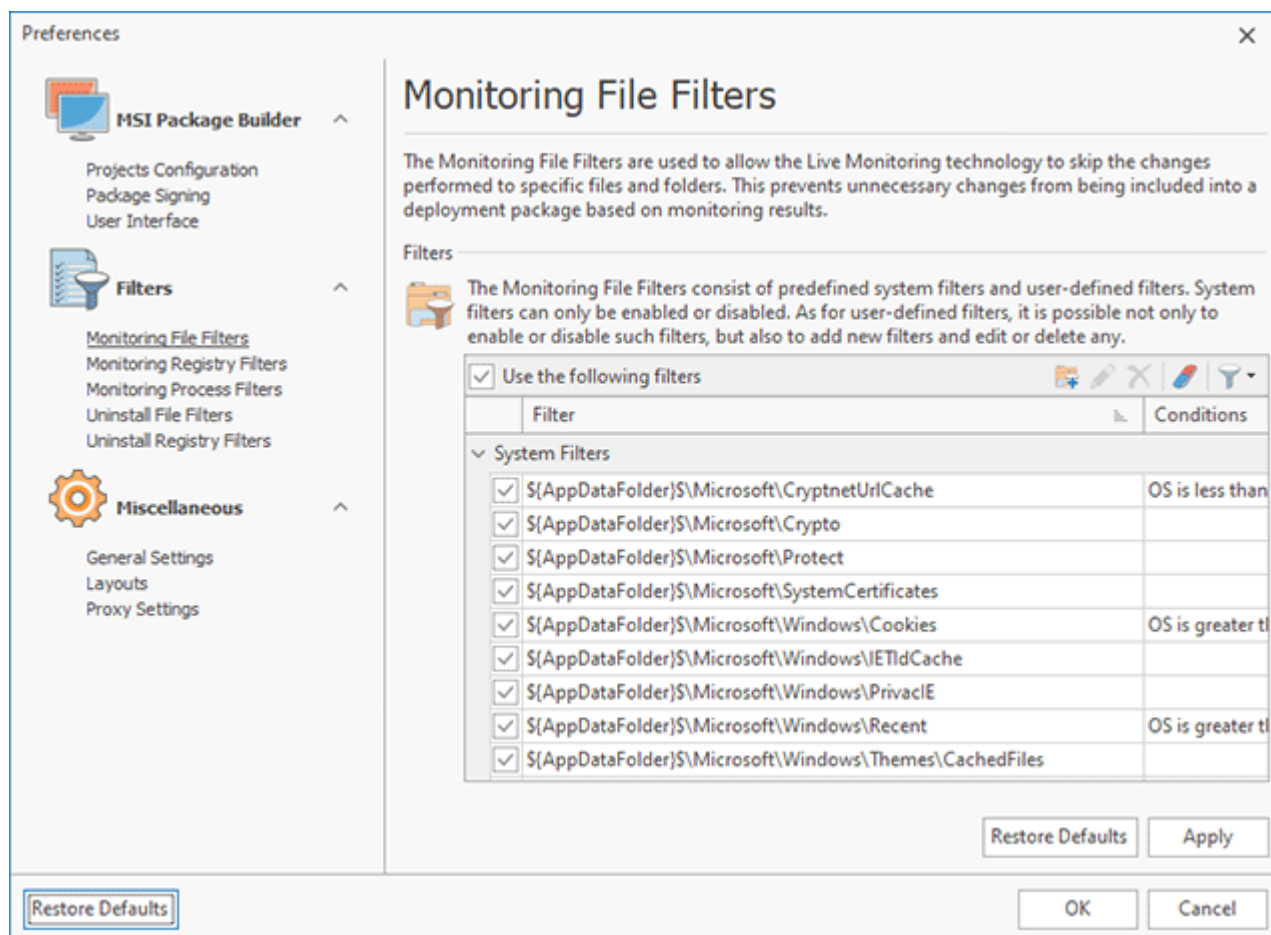 Preferences
MSI Package Builder
Projects Configuration
Package Signing
User Interface
Filters
Monitoring File Filters
Monitoring Registry Filters
Monitoring Process Filters
Uninstall File Filters
Uninstall Registry Filters
Miscellaneous
General Settings
Layouts
Proxy Settings
Monitoring File Filters
The Monitoring File Filters are used to allow the Live Monitoring technology to skip the changes
performed to specific files and folders. This prevents unnecessary changes from being included into a
deployment package based on monitoring results.
Filters
The Monitoring File Filters consist of predefined system filters and user-defined filters. System
filters can only be enabled or disabled. As for user-defined filters, it is possible not only to
enable or disable such filters, but also to add new filters and edit or delete any.
Use the following filters
Filter Conditions
System Filters
${AppDataFolder}$\Microsoft\CryptnetUrlCache OS is less than
${AppDataFolder}$\Microsoft\Crypto
${AppDataFolder}$\Microsoft\Protect
${AppDataFolder}$\Microsoft\SystemCertificates
${AppDataFolder}$\Microsoft\Windows\Cookies OS is greater
${AppDataFolder}$\Microsoft\Windows\IETldCache
${AppDataFolder}$\Microsoft\Windows\PrivacIE
${AppDataFolder}$\Microsoft\Windows\Recent OS is greater
${AppDataFolder}$\Microsoft\Windows\Themes\CachedFiles
Restore Defaults Apply
Restore Defaults OK Cancel